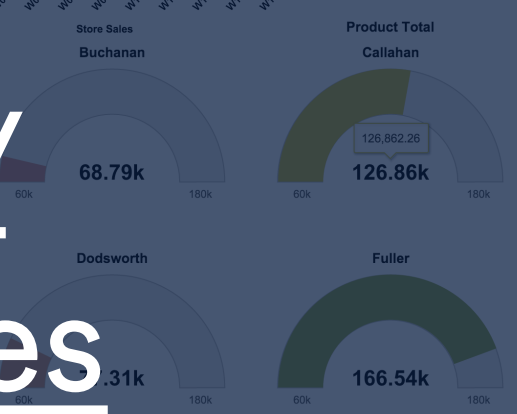 Store Sales
Product Total
Buchanan
Callahan
126,862.26
68.79k
126.86k
60k
180k
60k
180k
Dodsworth
Fuller
es
.31k
166.54k
60k
180k
60k
180k